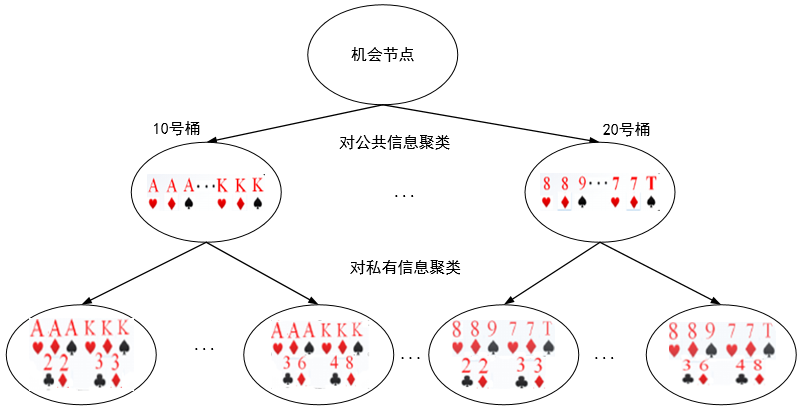 机会节点
10号桶
20号桶
对公共信息聚类
A A A···K K K
♥ ♦ ♠ ♥ ♦ ♠
...
8 8 9···7 7 T
♥ ♦ ♠ ♥ ♦ ♠
对私有信息聚类
A A A K K K
♥ ♦ ♠ ♥ ♦ ♠
2 2 3 3
♣ ♦ ♣ ♦
...
A A A K K K
♥ ♦ ♠ ♥ ♦ ♠
3 6 4 8
♣ ♦ ♣ ♦
...
8 8 9 7 7 T
♥ ♦ ♠ ♥ ♦ ♠
2 2 3 3
♣ ♦ ♣ ♦
...
8 8 9 7 7 T
♥ ♦ ♠ ♥ ♦ ♠
3 6 4 8
♣ ♦ ♣ ♦